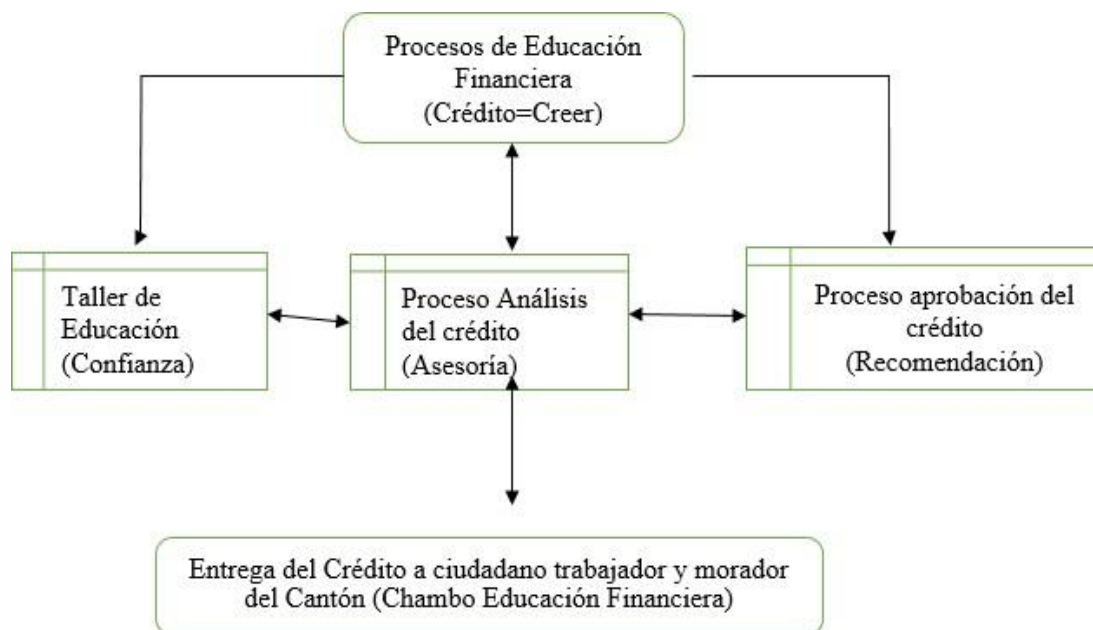 Procesos de Educación
Financiera
(Crédito=Creer)
Taller de
Educación
(Confianza)
Proceso Análisis
del crédito
(Asesoría)
Proceso aprobación del
crédito
(Recomendación)
Entrega del Crédito a ciudadano trabajador y morador
del Cantón (Chambo Educación Financiera)